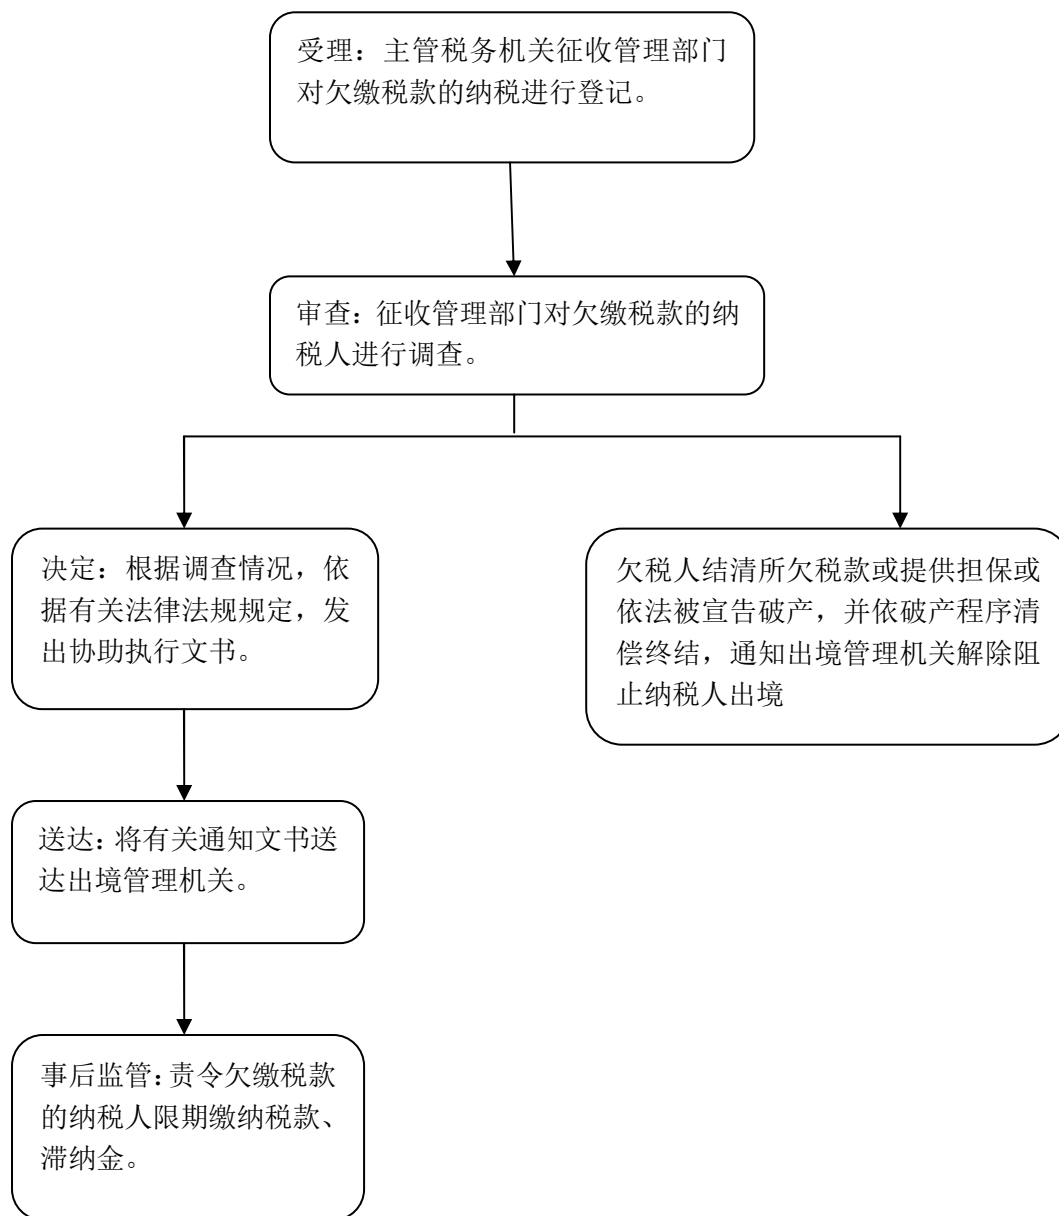 受理：主管税务机关征收管理部门
对欠缴税款的纳税进行登记。
审查：征收管理部门对欠缴税款的纳
税人进行调查。
决定：根据调查情况，依
据有关法律法规规定，发
出协助执行文书。
欠税人结清所欠税款或提供担保或
依法被宣告破产，并依破产程序清
偿终结，通知出境管理机关解除阻
止纳税人出境
送达：将有关通知文书送
达出境管理机关。
事后监管：责令欠缴税款
的纳税人限期缴纳税款、
滞纳金。